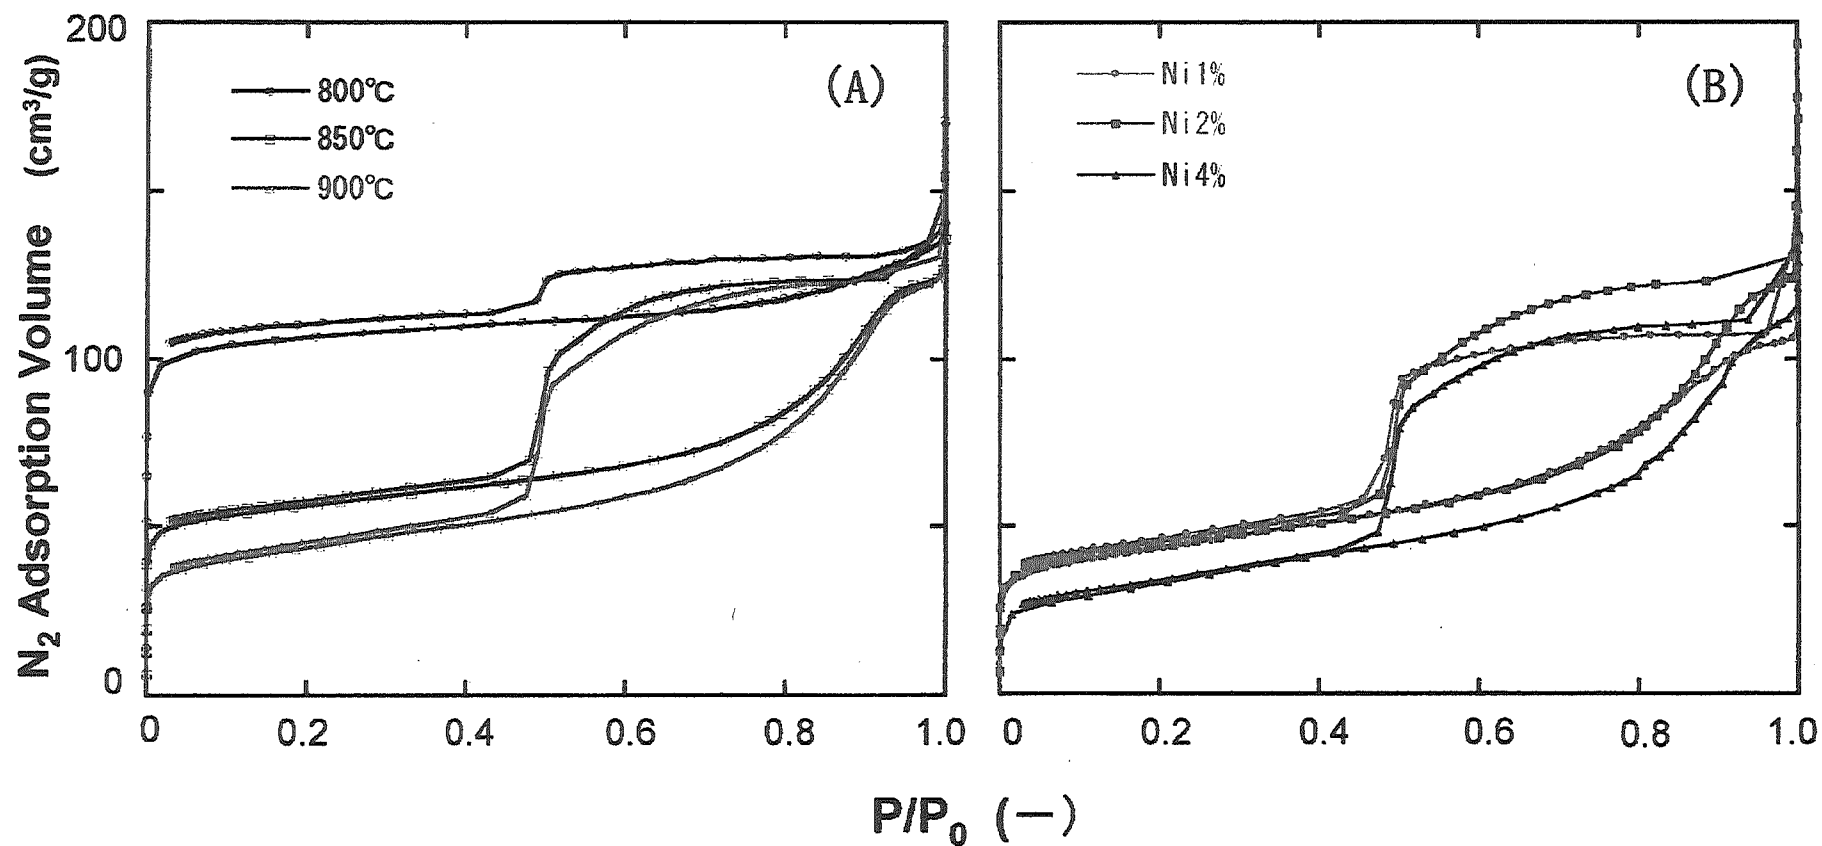 200
100
0
N₂ Adsorption Volume (cm³/g)
800℃
850℃
900℃
(A)
0 0.2 0.4 0.6 0.8 1.0
Ni1%
Ni2%
Ni4%
(B)
0 0.2 0.4 0.6 0.8 1.0
P/P₀ (—)